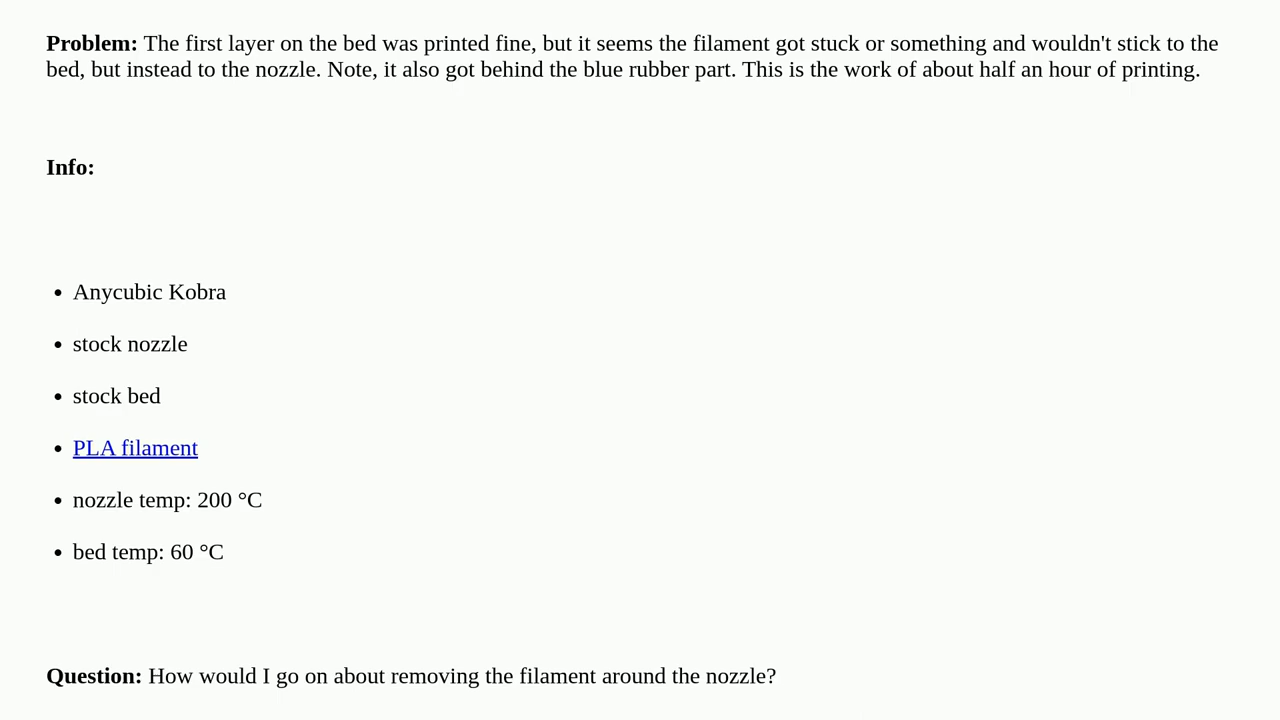 Problem: The first layer on the bed was printed fine, but it seems the filament got stuck or something and wouldn't stick to the
bed, but instead to the nozzle. Note, it also got behind the blue rubber part. This is the work of about half an hour of printing.
Info:
• Anycubic Kobra
• stock nozzle
• stock bed
• PLA filament
• nozzle temp: 200 °C
• bed temp: 60 °C
Question: How would I go on about removing the filament around the nozzle?